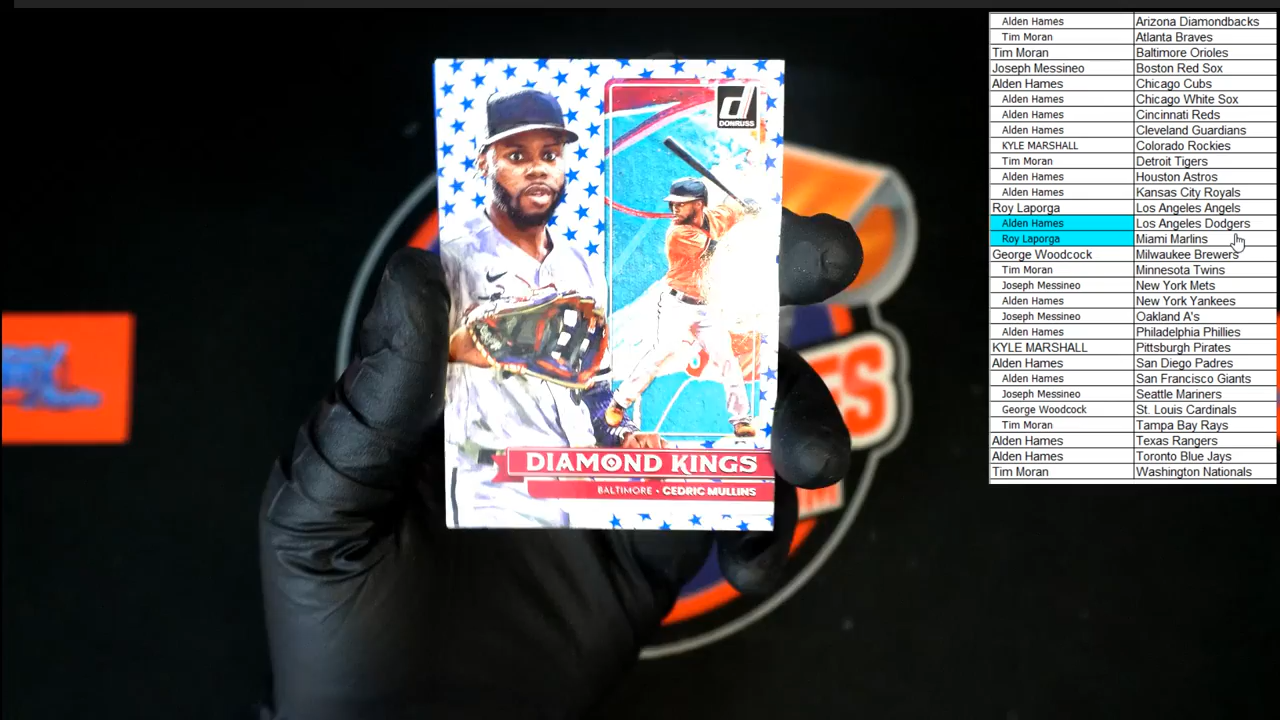 d
DONRUSS
DIAMOND KINGS
BALTIMORE • CEDRIC MULLINS
ES
Alden Hames Arizona Diamondbacks
Tim Moran Atlanta Braves
Tim Moran Baltimore Orioles
Joseph Messineo Boston Red Sox
Alden Hames Chicago Cubs
Alden Hames Chicago White Sox
Alden Hames Cincinnati Reds
Alden Hames Cleveland Guardians
KYLE MARSHALL Colorado Rockies
Tim Moran Detroit Tigers
Alden Hames Houston Astros
Alden Hames Kansas City Royals
Roy Laporga Los Angeles Angels
Alden Hames Los Angeles Dodgers
Roy Laporga Miami Marlins
George Woodcock Milwaukee Brewers
Tim Moran Minnesota Twins
Joseph Messineo New York Mets
Alden Hames New York Yankees
Joseph Messineo Oakland A's
Alden Hames Philadelphia Phillies
KYLE MARSHALL Pittsburgh Pirates
Alden Hames San Diego Padres
Alden Hames San Francisco Giants
Joseph Messineo Seattle Mariners
George Woodcock St. Louis Cardinals
Tim Moran Tampa Bay Rays
Alden Hames Texas Rangers
Alden Hames Toronto Blue Jays
Tim Moran Washington Nationals